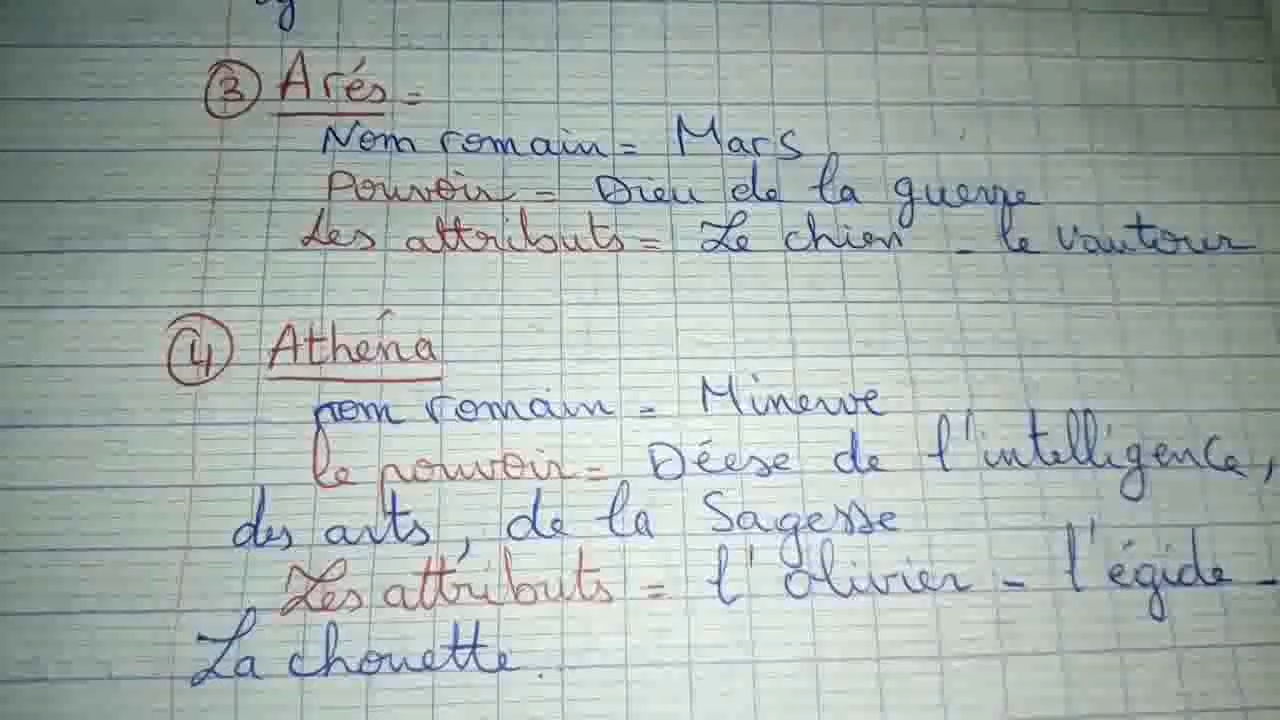 ③ Arés =
Nom romain = Mars
Pouvoir = Dieu de la guerre
Les attributs = Le chien - le vautour
④ Athéna
nom romain = Minerve
le pouvoir = Déese de l'intelligence,
des arts, de la Sagesse
Les attributs = l'olivier - l'égide -
La chouette.